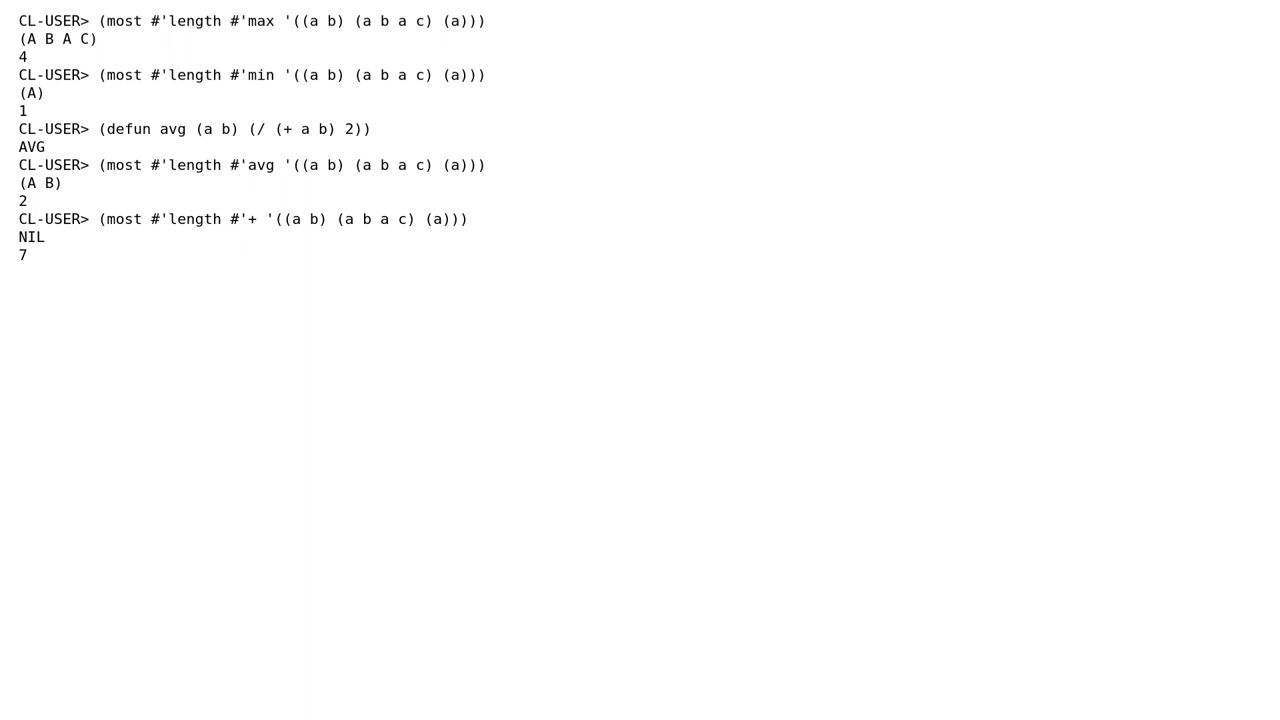 CL-USER> (most #'length #'max '((a b) (a b a c) (a)))
(A B A C)
4
CL-USER> (most #'length #'min '((a b) (a b a c) (a)))
(A)
1
CL-USER> (defun avg (a b) (/ (+ a b) 2))
AVG
CL-USER> (most #'length #'avg '((a b) (a b a c) (a)))
(A B)
2
CL-USER> (most #'length #'+ '((a b) (a b a c) (a)))
NIL
7